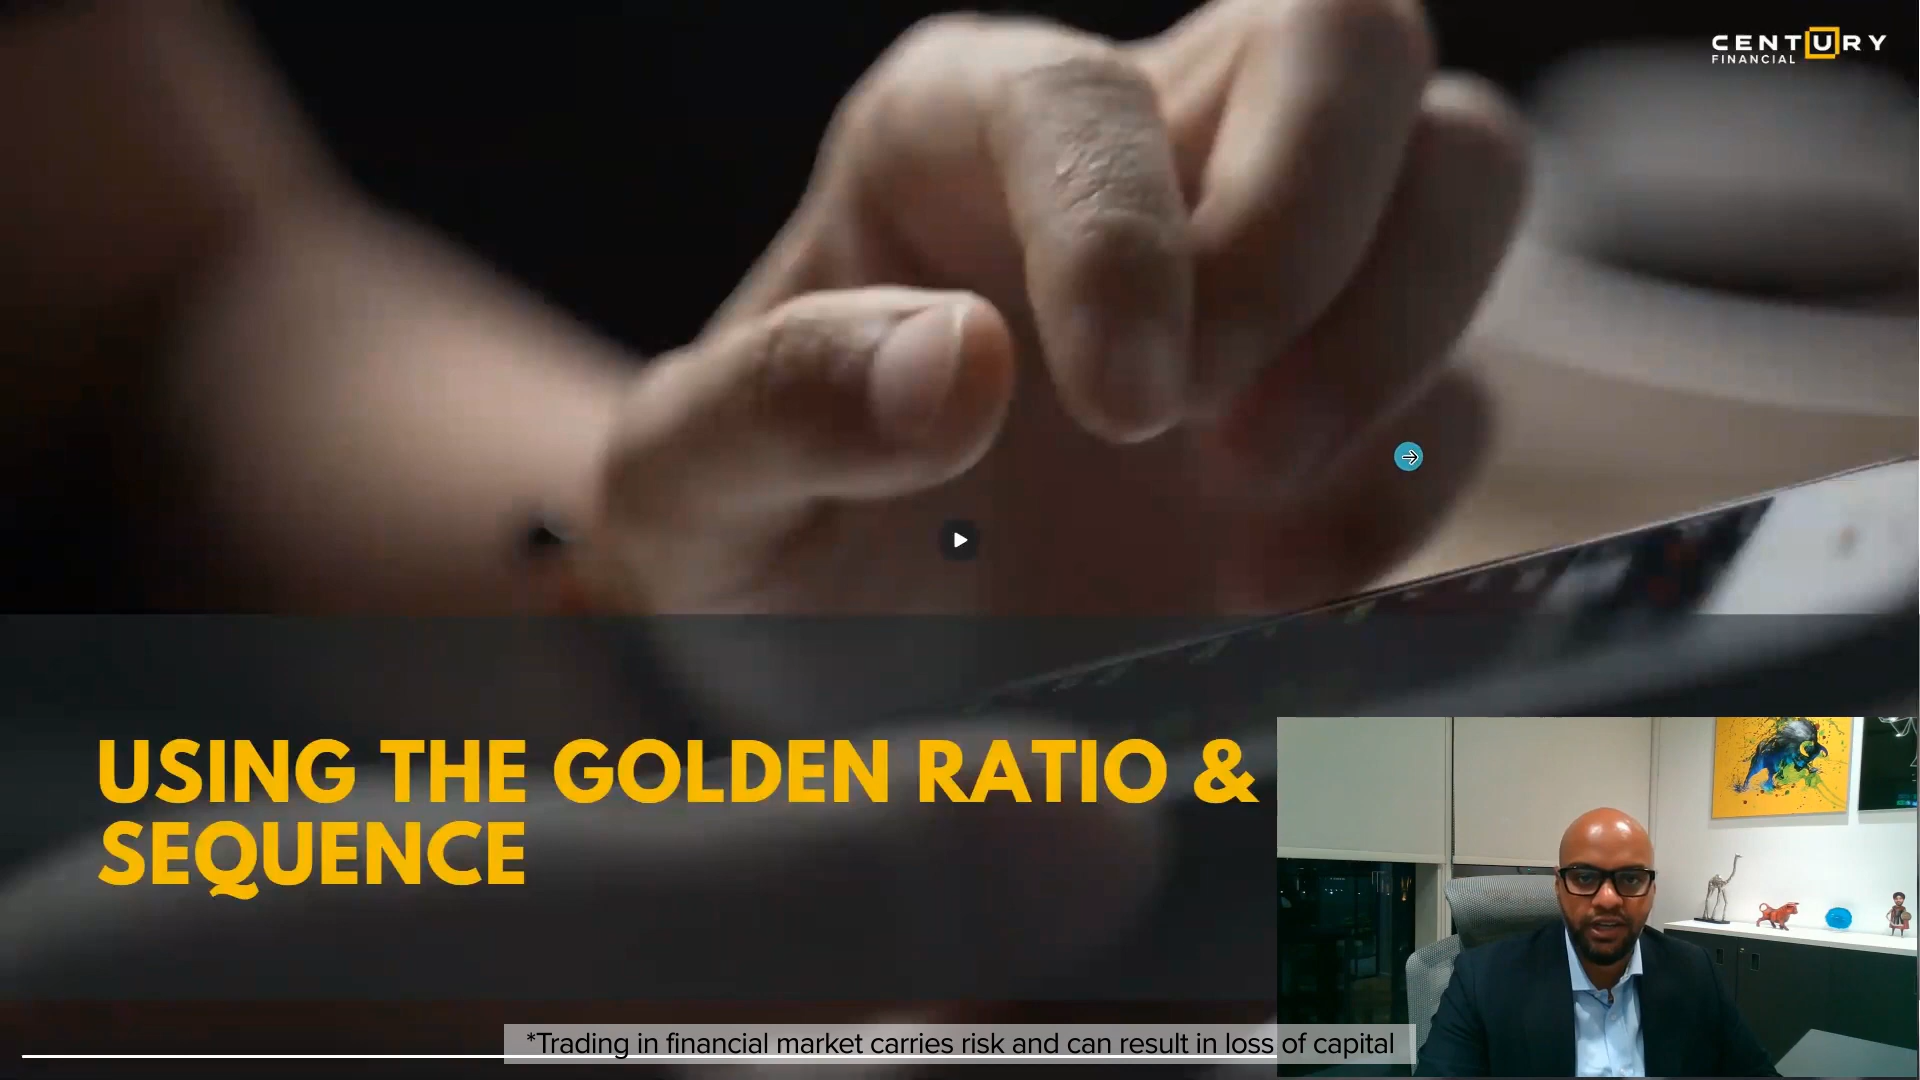 CENTURY
FINANCIAL
USING THE GOLDEN RATIO &
SEQUENCE
*Trading in financial market carries risk and can result in loss of capital